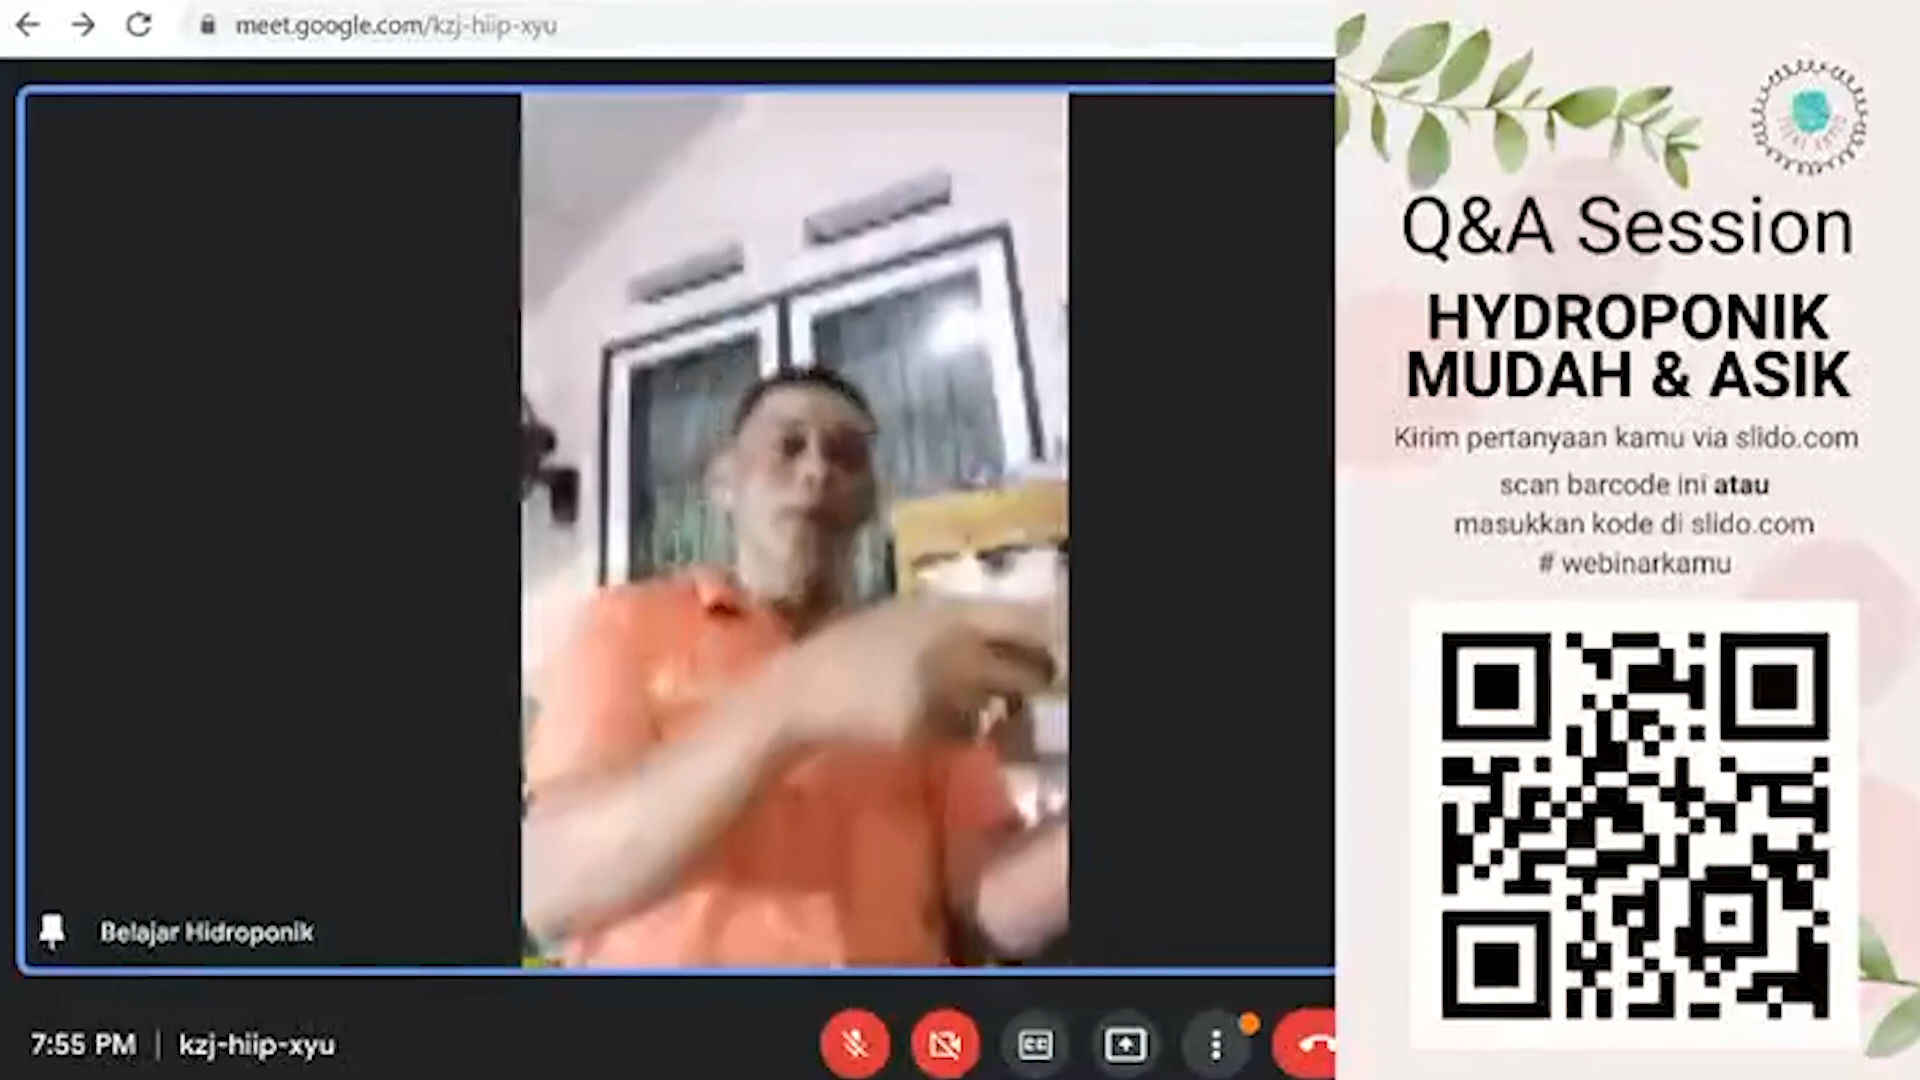 meet.google.com/kzj-hiip-xyu
Belajar Hidroponik
7:55 PM | kzj-hiip-xyu
Q&A Session
HYDROPONIK
MUDAH & ASIK
Kirim pertanyaan kamu via slido.com
scan barcode ini atau
masukkan kode di slido.com
# webinarkamu